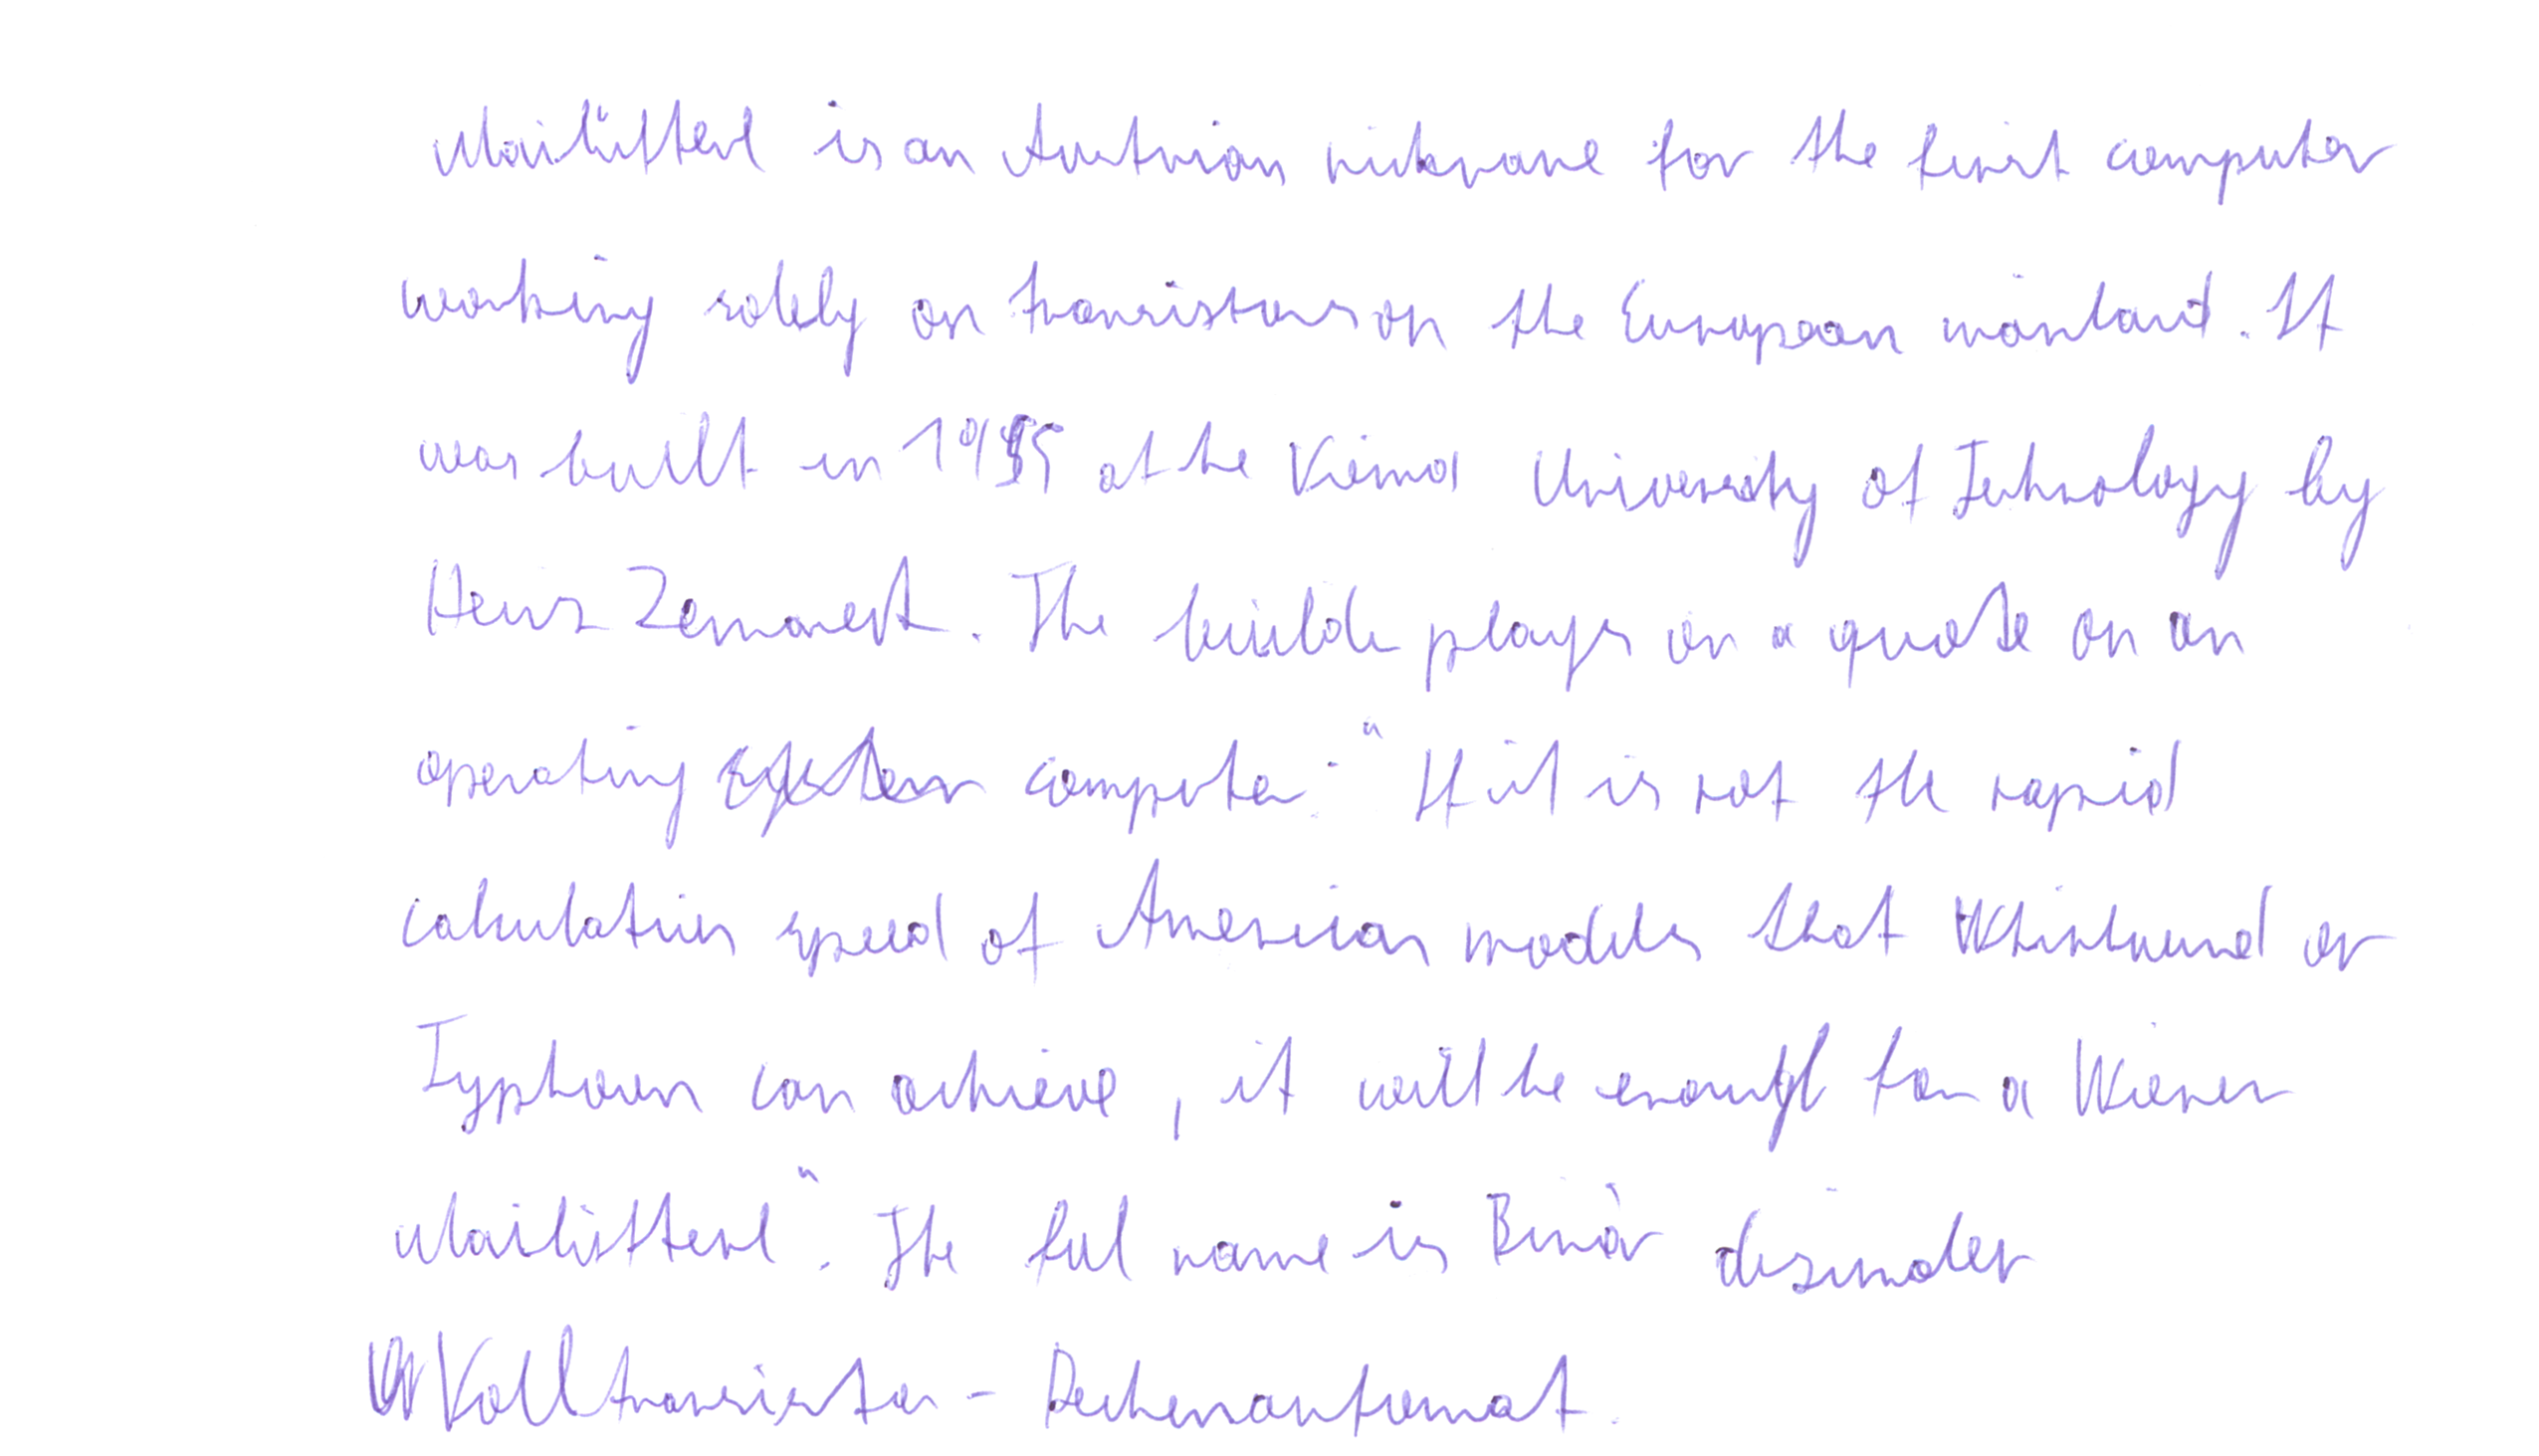 Mailüfterl is an Austrian nickname for the first computer
working solely on transistors on the European mainland. It
was built in 1955 at the Vienna University of Technology by
Heinz Zemanek. The builder plays on a quote on an
operating computer: "If it is not the rapid
calculation speed of American models that Whirlwind or
Typhoon can achieve, it will be enough for a Wiener
Mailüfterl". The full name is Binär dezimaler
Volltransistor-Rechenautomat.